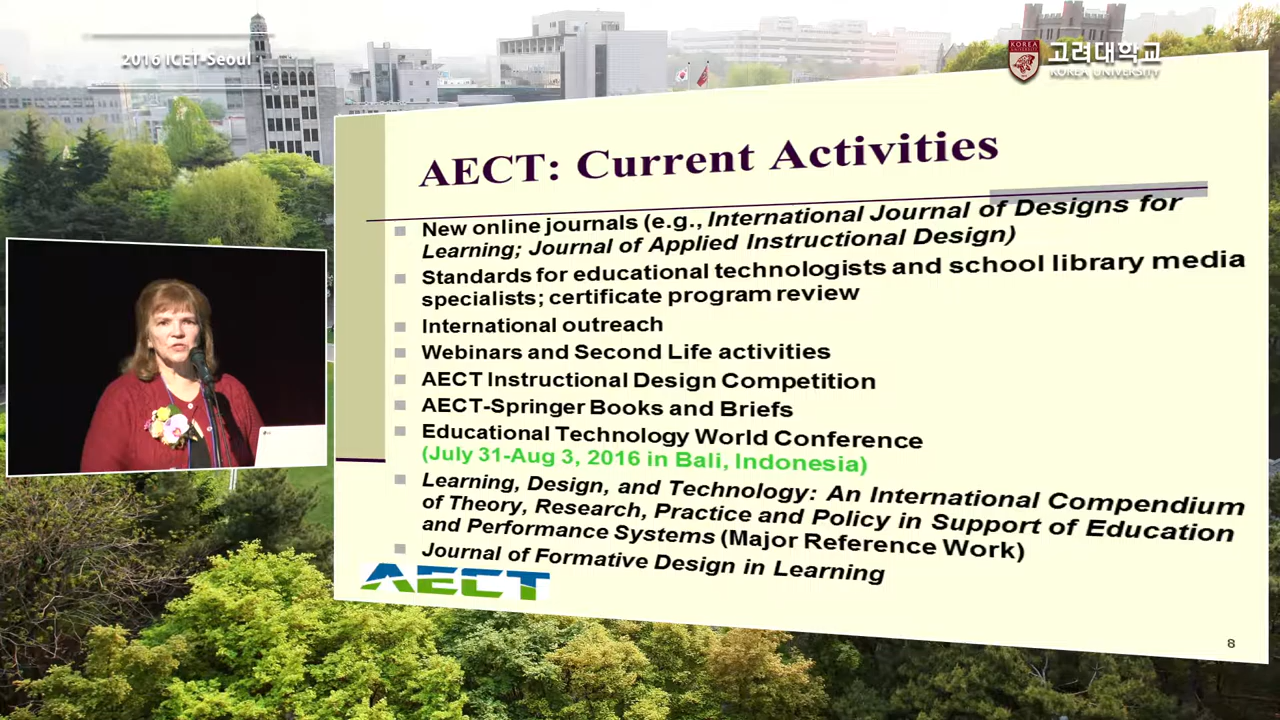 2016 ICET-Seoul
KOREA
고려대학교
KOREA UNIVERSITY
AECT: Current Activities
New online journals (e.g., International Journal of Designs for
Learning; Journal of Applied Instructional Design)
Standards for educational technologists and school library media
specialists; certificate program review
International outreach
Webinars and Second Life activities
AECT Instructional Design Competition
AECT-Springer Books and Briefs
Educational Technology World Conference
(July 31-Aug 3, 2016 in Bali, Indonesia)
Learning, Design, and Technology: An International Compendium
of Theory, Research, Practice and Policy in Support of Education
and Performance Systems (Major Reference Work)
Journal of Formative Design in Learning
AECT
8